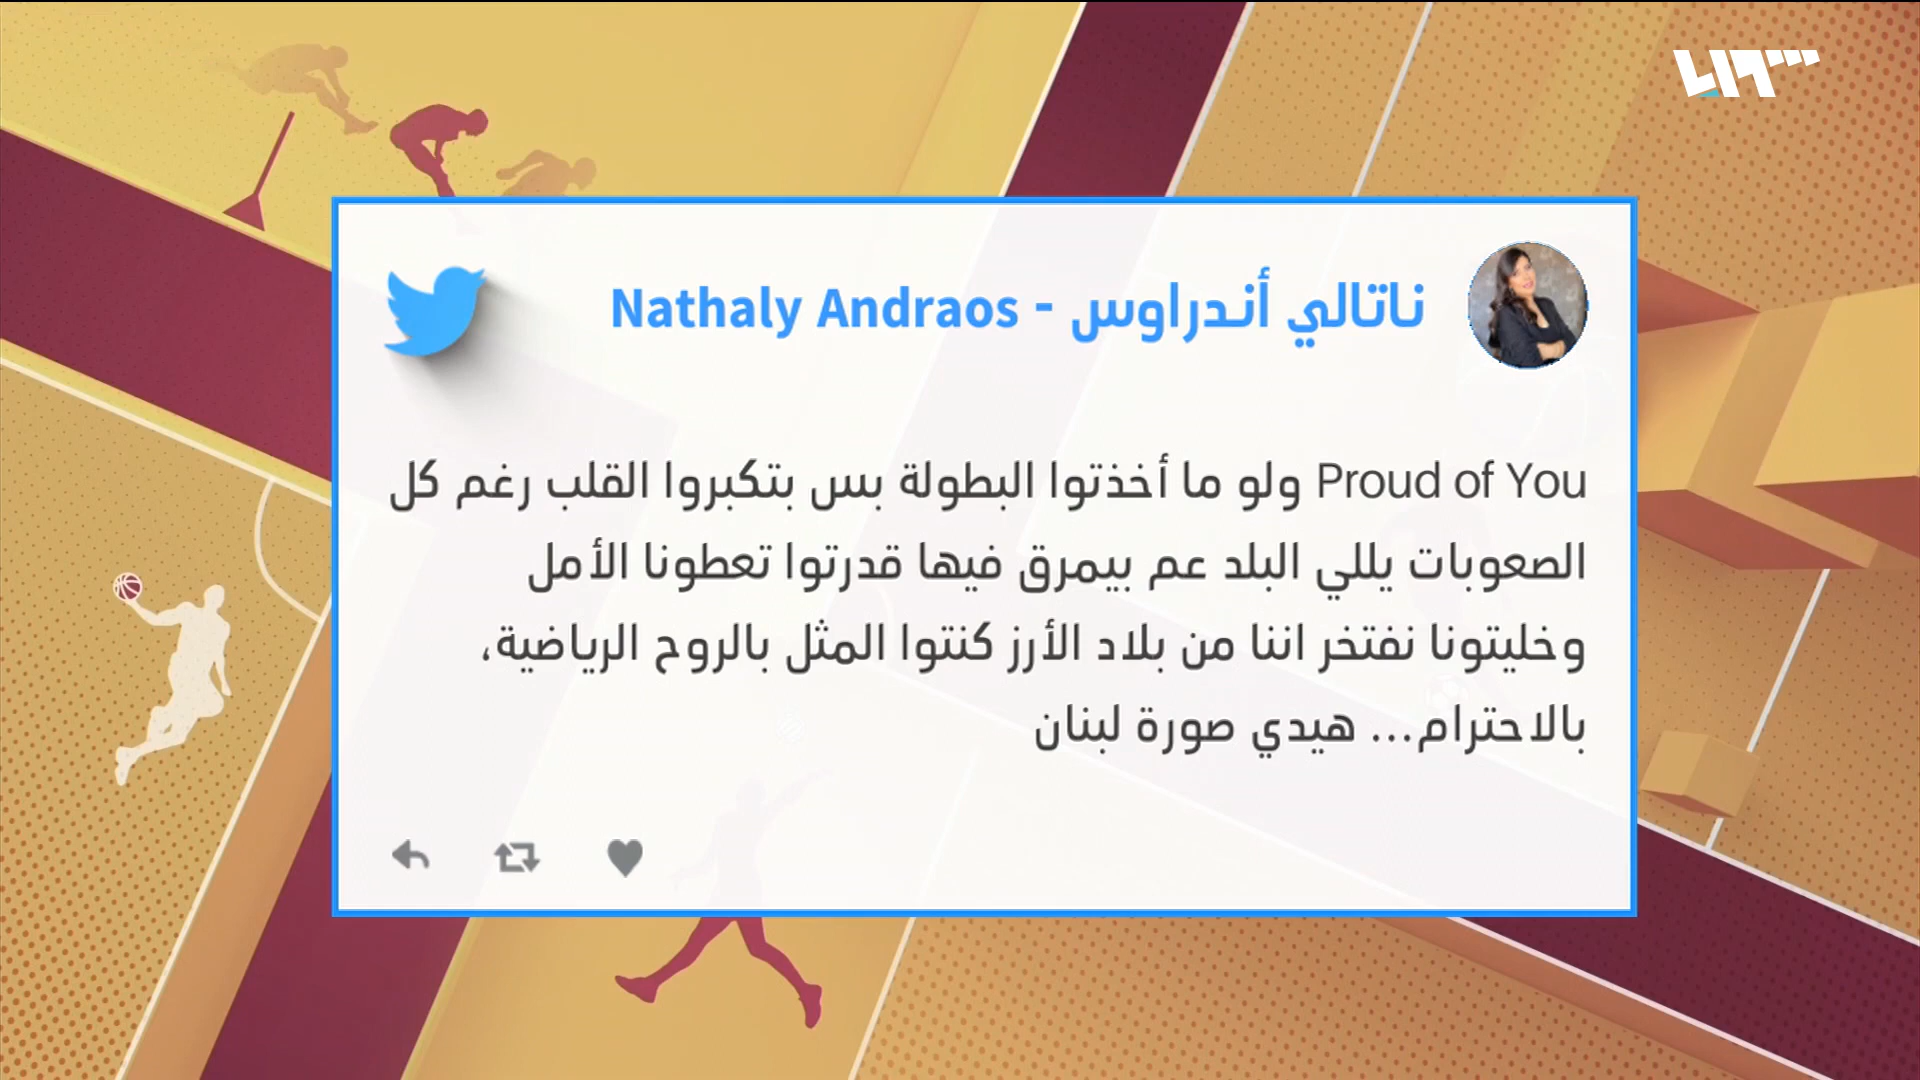 ناتالي أندراوس - Nathaly Andraos
Proud of You ولو ما أخذتوا البطولة بس بتكبروا القلب رغم كل
الصعوبات يللي البلد عم بيمرق فيها قدرتوا تعطونا الأمل
وخليتونا نفتخر اننا من بلاد الأرز كنتوا المثل بالروح الرياضية،
بالاحترام... هيدي صورة لبنان